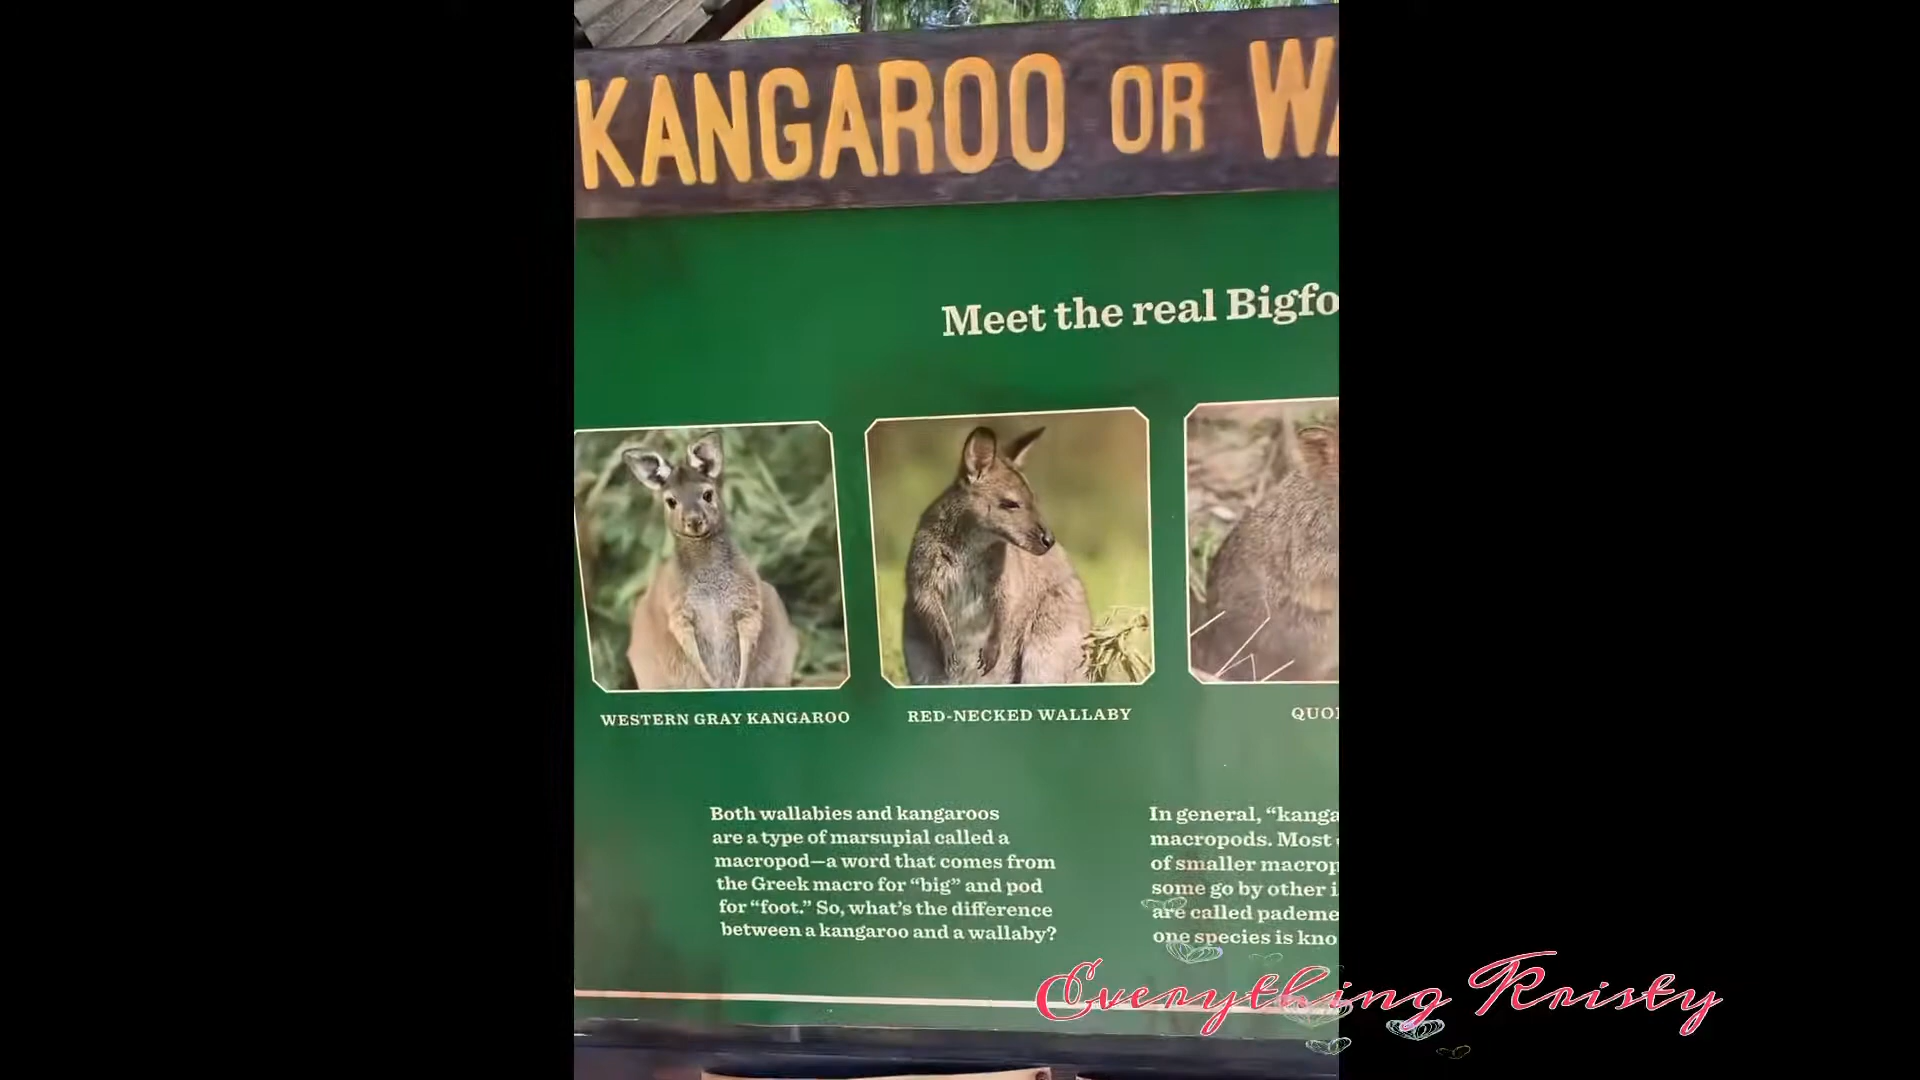 KANGAROO OR
Meet the real
WESTERN GRAY KANGAROO
RED-NECKED WALLABY
Both wallabies and kangaroos
are a type of marsupial called a
macropod—a word that comes from
the Greek macro for “big” and pod
for “foot.” So, what’s the difference
between a kangaroo and a wallaby?
In general,
macropods. Most
of smaller
some go by other
are called
one species is
Everything Kristy